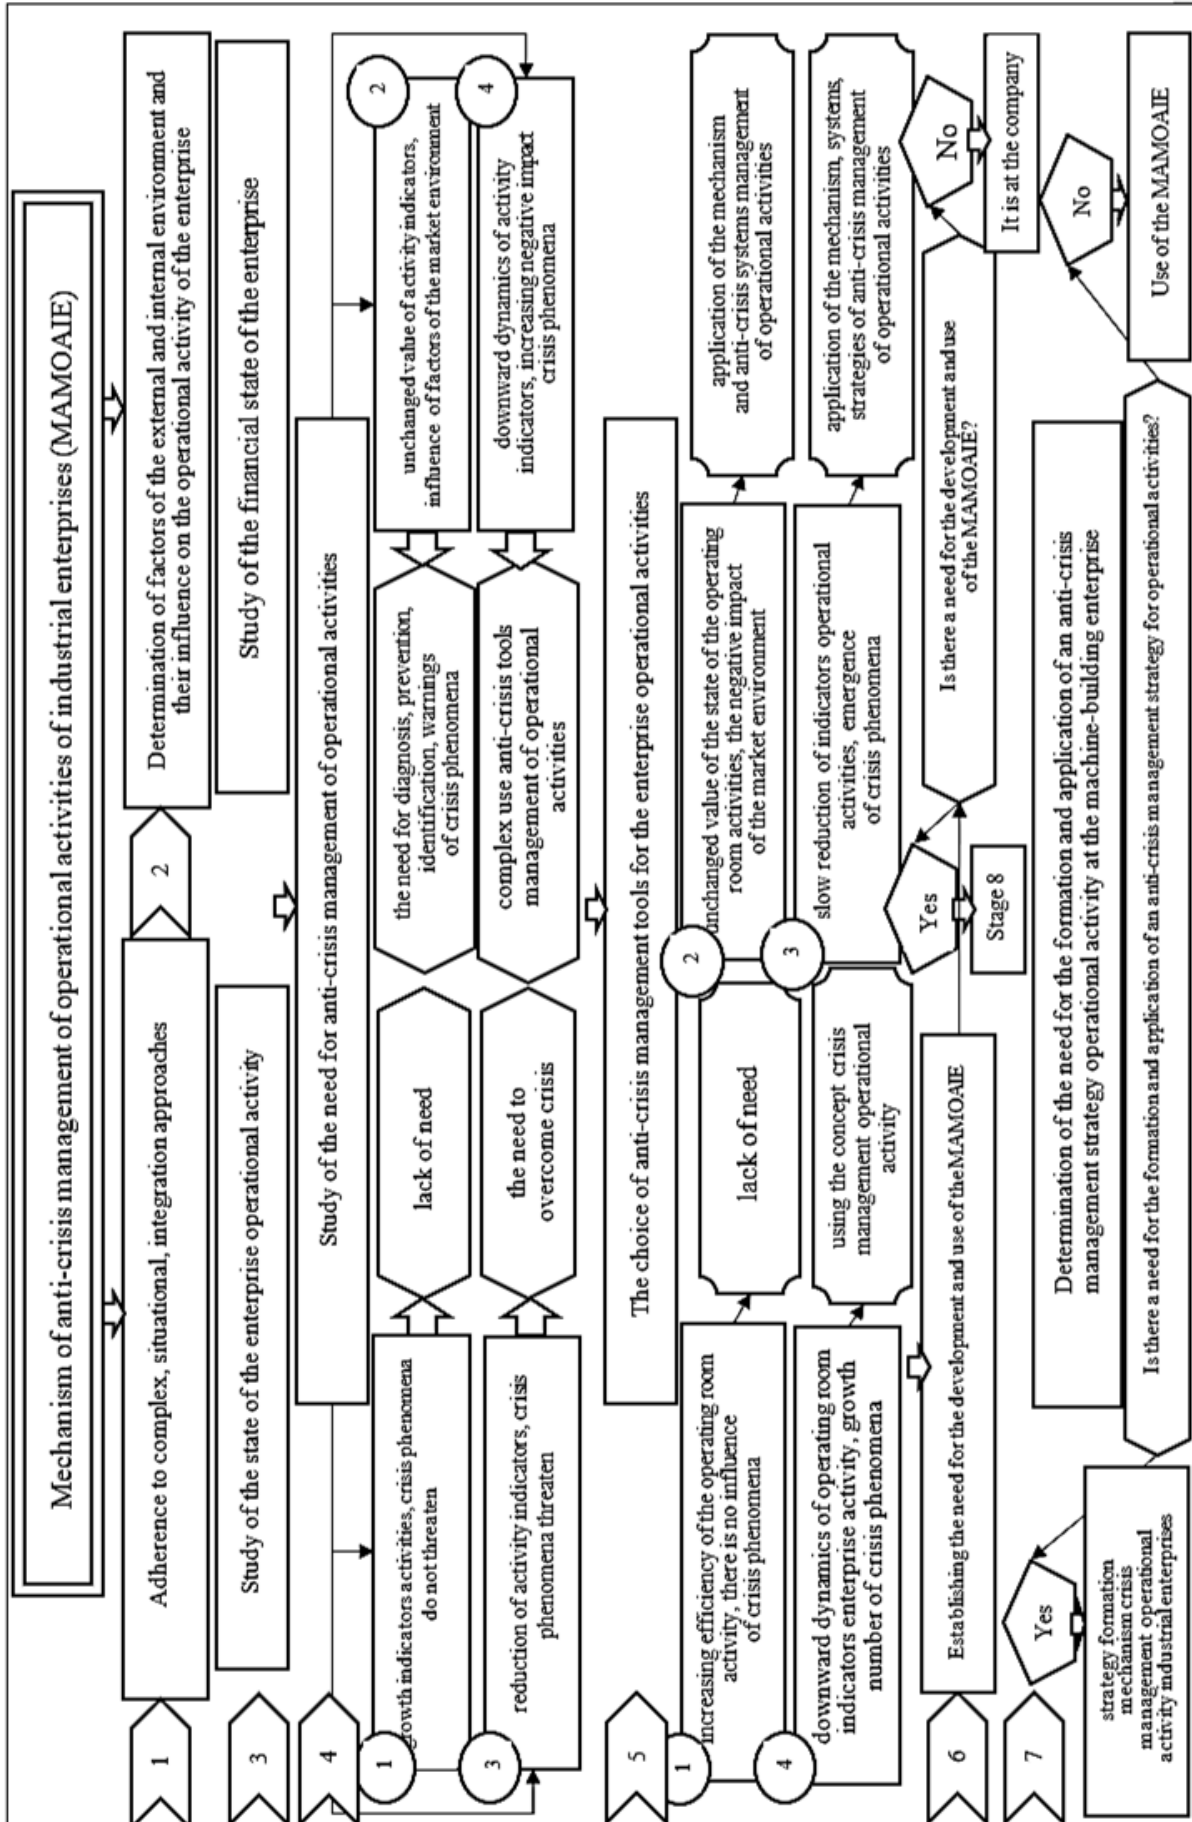 Mechanism of anti-crisis management of operational activities of industrial enterprises (MAMOAIE)
1
Adherence to complex, situational, integration approaches
2
Determination of factors of the external and internal environment and
their influence on the operational activity of the enterprise
3
Study of the state of the enterprise operational activity
Study of the financial state of the enterprise
4
Study of the need for anti-crisis management of operational activities
1
growth indicators activities, crisis phenomena
do not threaten
lack of need
the need for diagnosis, prevention,
identification, warnings
of crisis phenomena
2
unchanged value of activity indicators,
influence of factors of the market environment
3
reduction of activity indicators, crisis
phenomena threaten
the need to
overcome crisis
complex use anti-crisis tools
management of operational
activities
4
downward dynamics of activity
indicators, increasing negative impact
crisis phenomena
5
The choice of anti-crisis management tools for the enterprise operational activities
1
increasing efficiency of the operating room
activity, there is no influence
of crisis phenomena
lack of need
2
unchanged value of the state of the operating
room activities, the negative impact
of the market environment
application of the mechanism
and anti-crisis systems management
of operational activities
4
downward dynamics of operating room
indicators enterprise activity, growth
number of crisis phenomena
using the concept crisis
management operational
activity
3
slow reduction of indicators operational
activities, emergence
of crisis phenomena
application of the mechanism, systems,
strategies of anti-crisis management
of operational activities
6
Establishing the need for the development and use of the MAMOAIE
Yes
Stage 8
Is there a need for the development and use
of the MAMOAIE?
No
It is at the company
7
Determination of the need for the formation and application of an anti-crisis
management strategy operational activity at the machine-building enterprise
Yes
strategy formation
mechanism crisis
management operational
activity industrial enterprises
Is there a need for the formation and application of an anti-crisis management strategy for operational activities?
No
Use of the MAMOAIE